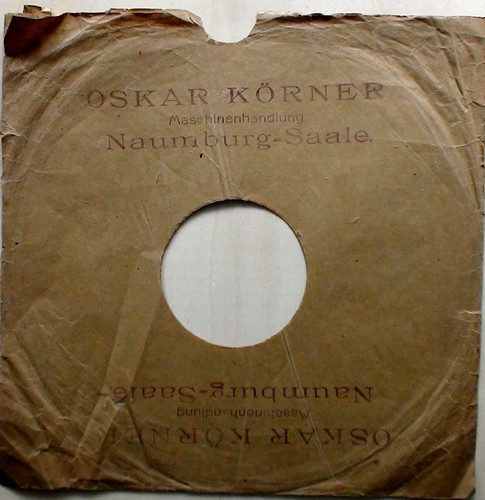 OSKAR KÖRNER
Maschinenhandlung
Naumburg-Saale.
Naumburg-Saale.
Maschinenhandlung
OSKAR KÖRNER